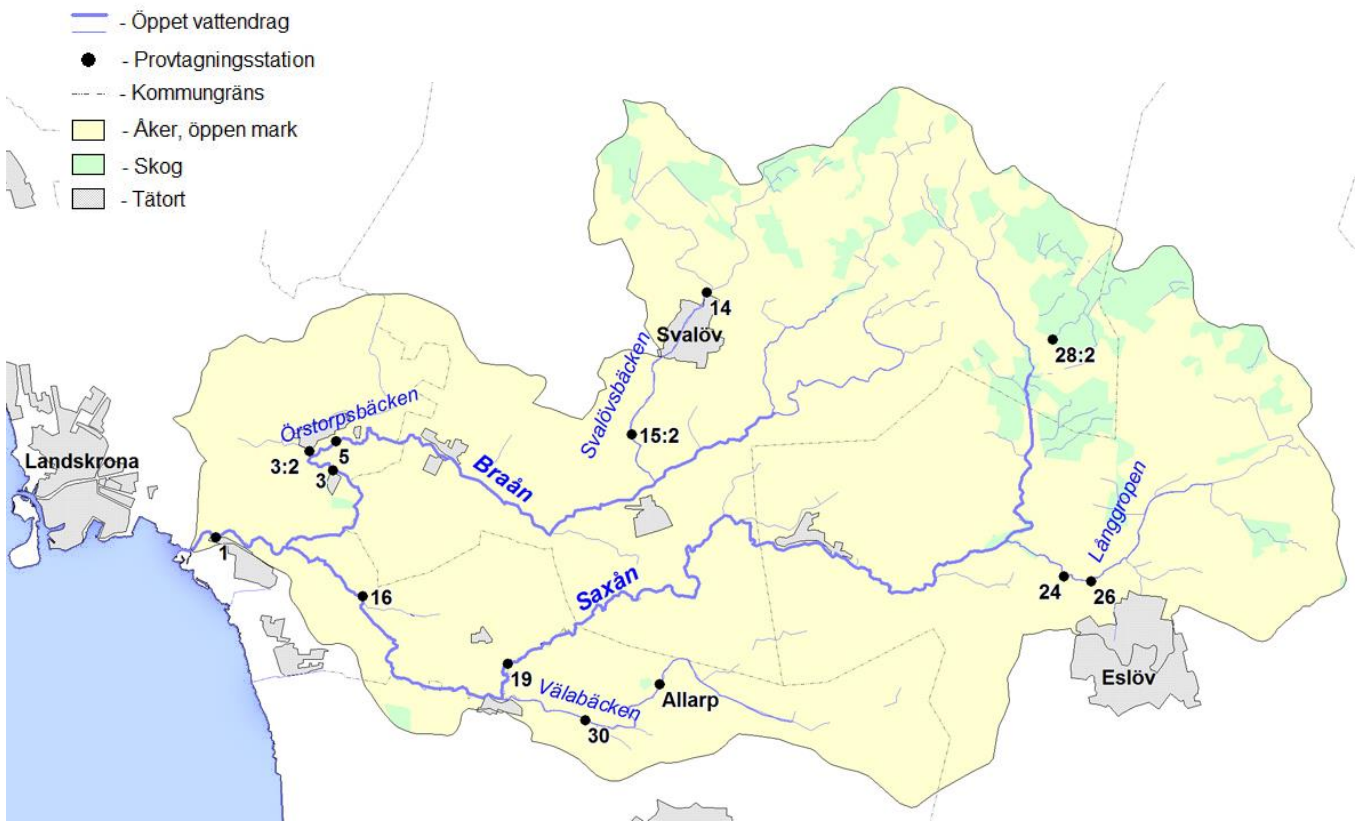 - Öppet vattendrag
- Provtagningsstation
- Kommungräns
- Åker, öppen mark
- Skog
- Tätort
14
Svalöv
28:2
Svalövsbäcken
Örstorpsbäcken
15:2
5
3:2
3
Landskrona
Braån
Långgropen
1
Saxån
24
26
16
19
Välabäcken
Allarp
Eslöv
30